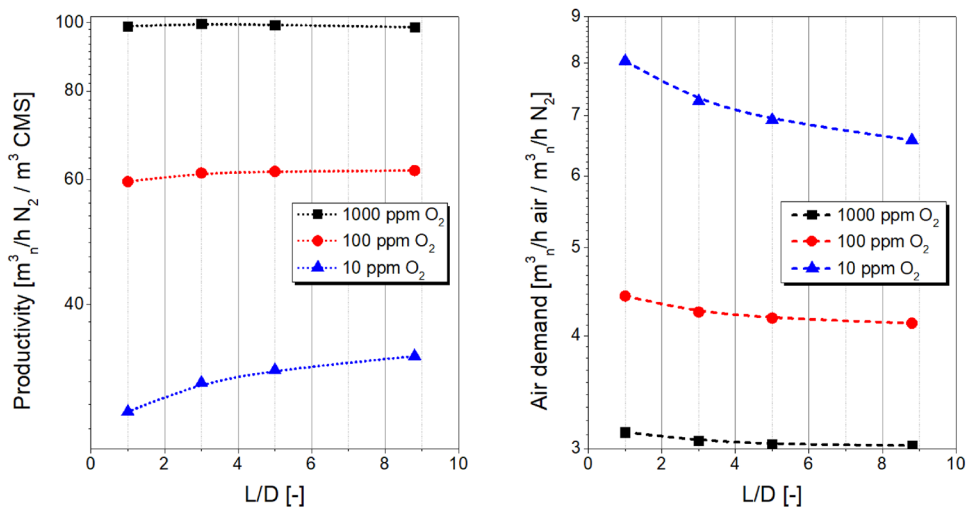 100
80
60
40
0
2
4
6
8
10
Productivity [m³ₙ/h N₂ / m³ CMS]
L/D [-]
1000 ppm O₂
100 ppm O₂
10 ppm O₂
9
8
7
6
5
4
3
0
2
4
6
8
10
Air demand [m³ₙ/h air / m³ₙ/h N₂]
L/D [-]
1000 ppm O₂
100 ppm O₂
10 ppm O₂